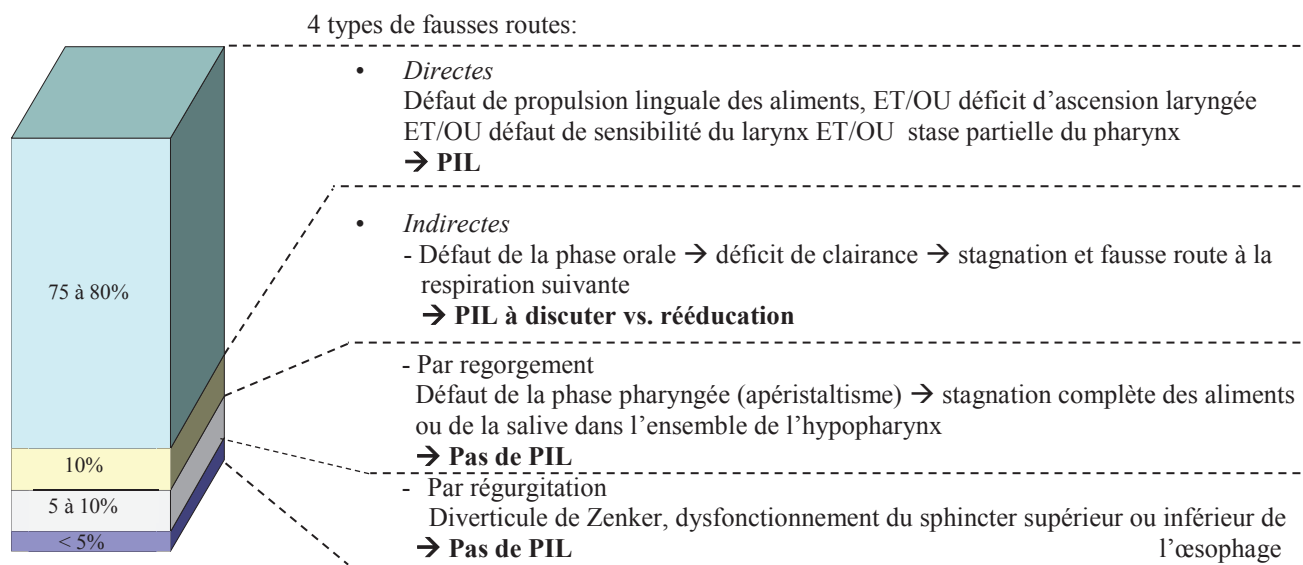 4 types de fausses routes:
• Directes
Défaut de propulsion linguale des aliments, ET/OU déficit d’ascension laryngée
ET/OU défaut de sensibilité du larynx ET/OU stase partielle du pharynx
→ PIL
• Indirectes
- Défaut de la phase orale → déficit de clairance → stagnation et fausse route à la
respiration suivante
→ PIL à discuter vs. rééducation
- Par regorgement
Défaut de la phase pharyngée (apéristaltisme) → stagnation complète des aliments
ou de la salive dans l’ensemble de l’hypopharynx
→ Pas de PIL
- Par régurgitation
Diverticule de Zenker, dysfonctionnement du sphincter supérieur ou inférieur de
l’œsophage
→ Pas de PIL
75 à 80%
10%
5 à 10%
< 5%